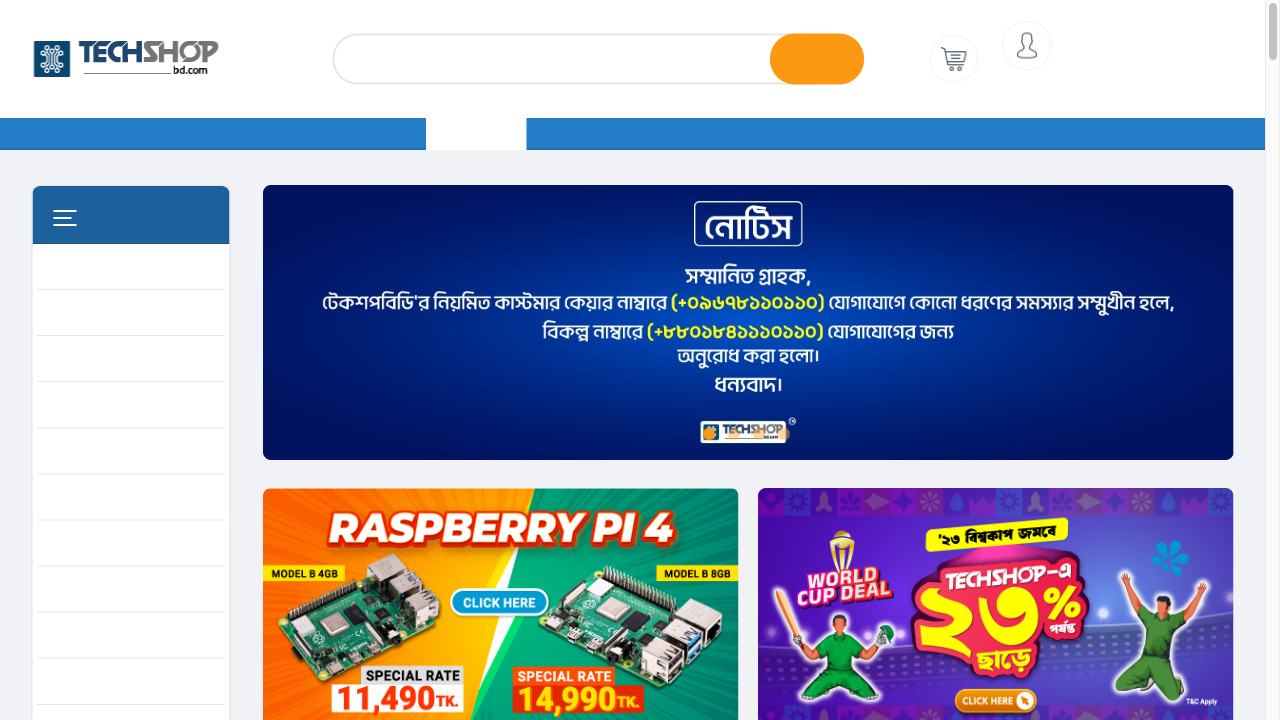 TECHSHOP
bd.com
নোটিস
সম্মানিত গ্রাহক,
টেকশপবিডি'র নিয়মিত কাস্টমার কেয়ার নাম্বারে (+০৯৬৭৮১১০১১০) যোগাযোগে কোনো ধরণের সমস্যার সম্মুখীন হলে,
বিকল্প নাম্বারে (+৮৮০১৮৪১১১০১১০) যোগাযোগের জন্য
অনুরোধ করা হলো।
ধন্যবাদ।
TECHSHOP
bd.com
RASPBERRY PI 4
MODEL B 4GB
MODEL B 8GB
CLICK HERE
SPECIAL RATE
11,490TK.
SPECIAL RATE
14,990TK.
'২৩ বিশ্বকাপ জমবে
WORLD
CUP DEAL
TECHSHOP-এ
২৩%
পর্যন্ত
ছাড়ে
CLICK HERE
T&C Apply